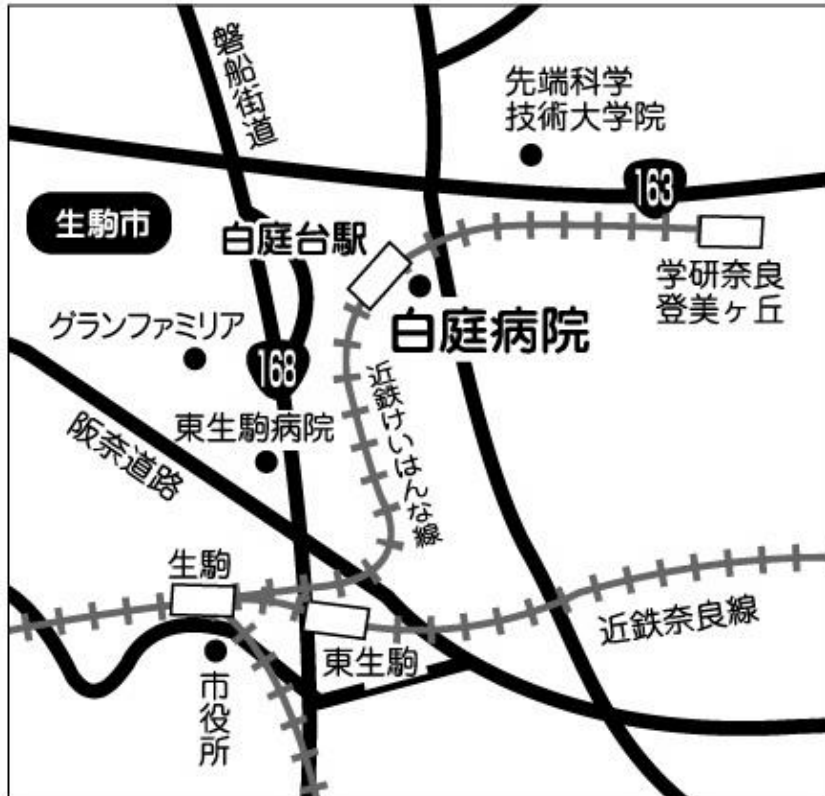 磐船街道
先端科学
技術大学院
163
生駒市
白庭台駅
学研奈良
登美ヶ丘
白庭病院
グランファミリア
168
近鉄けいはんな線
東生駒病院
阪奈道路
生駒
近鉄奈良線
東生駒
市役所